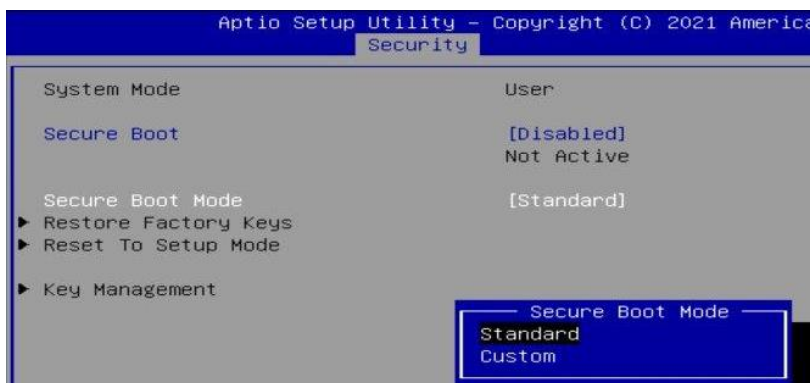 Aptio Setup Utility – Copyright (C) 2021 America
Security
System Mode User
Secure Boot [Disabled]
Not Active
Secure Boot Mode [Standard]
Restore Factory Keys
Reset To Setup Mode
Key Management
Secure Boot Mode
Standard
Custom